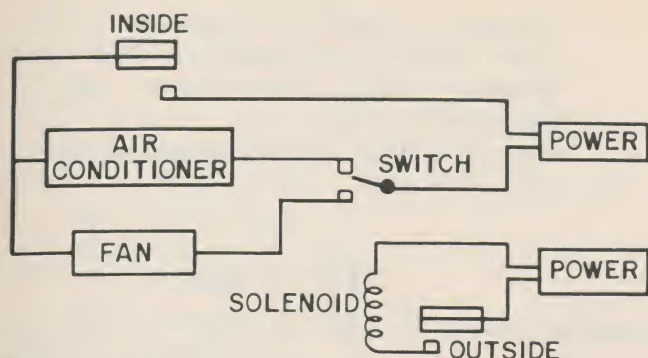 INSIDE
AIR
CONDITIONER
SWITCH
POWER
FAN
SOLENOID
POWER
OUTSIDE